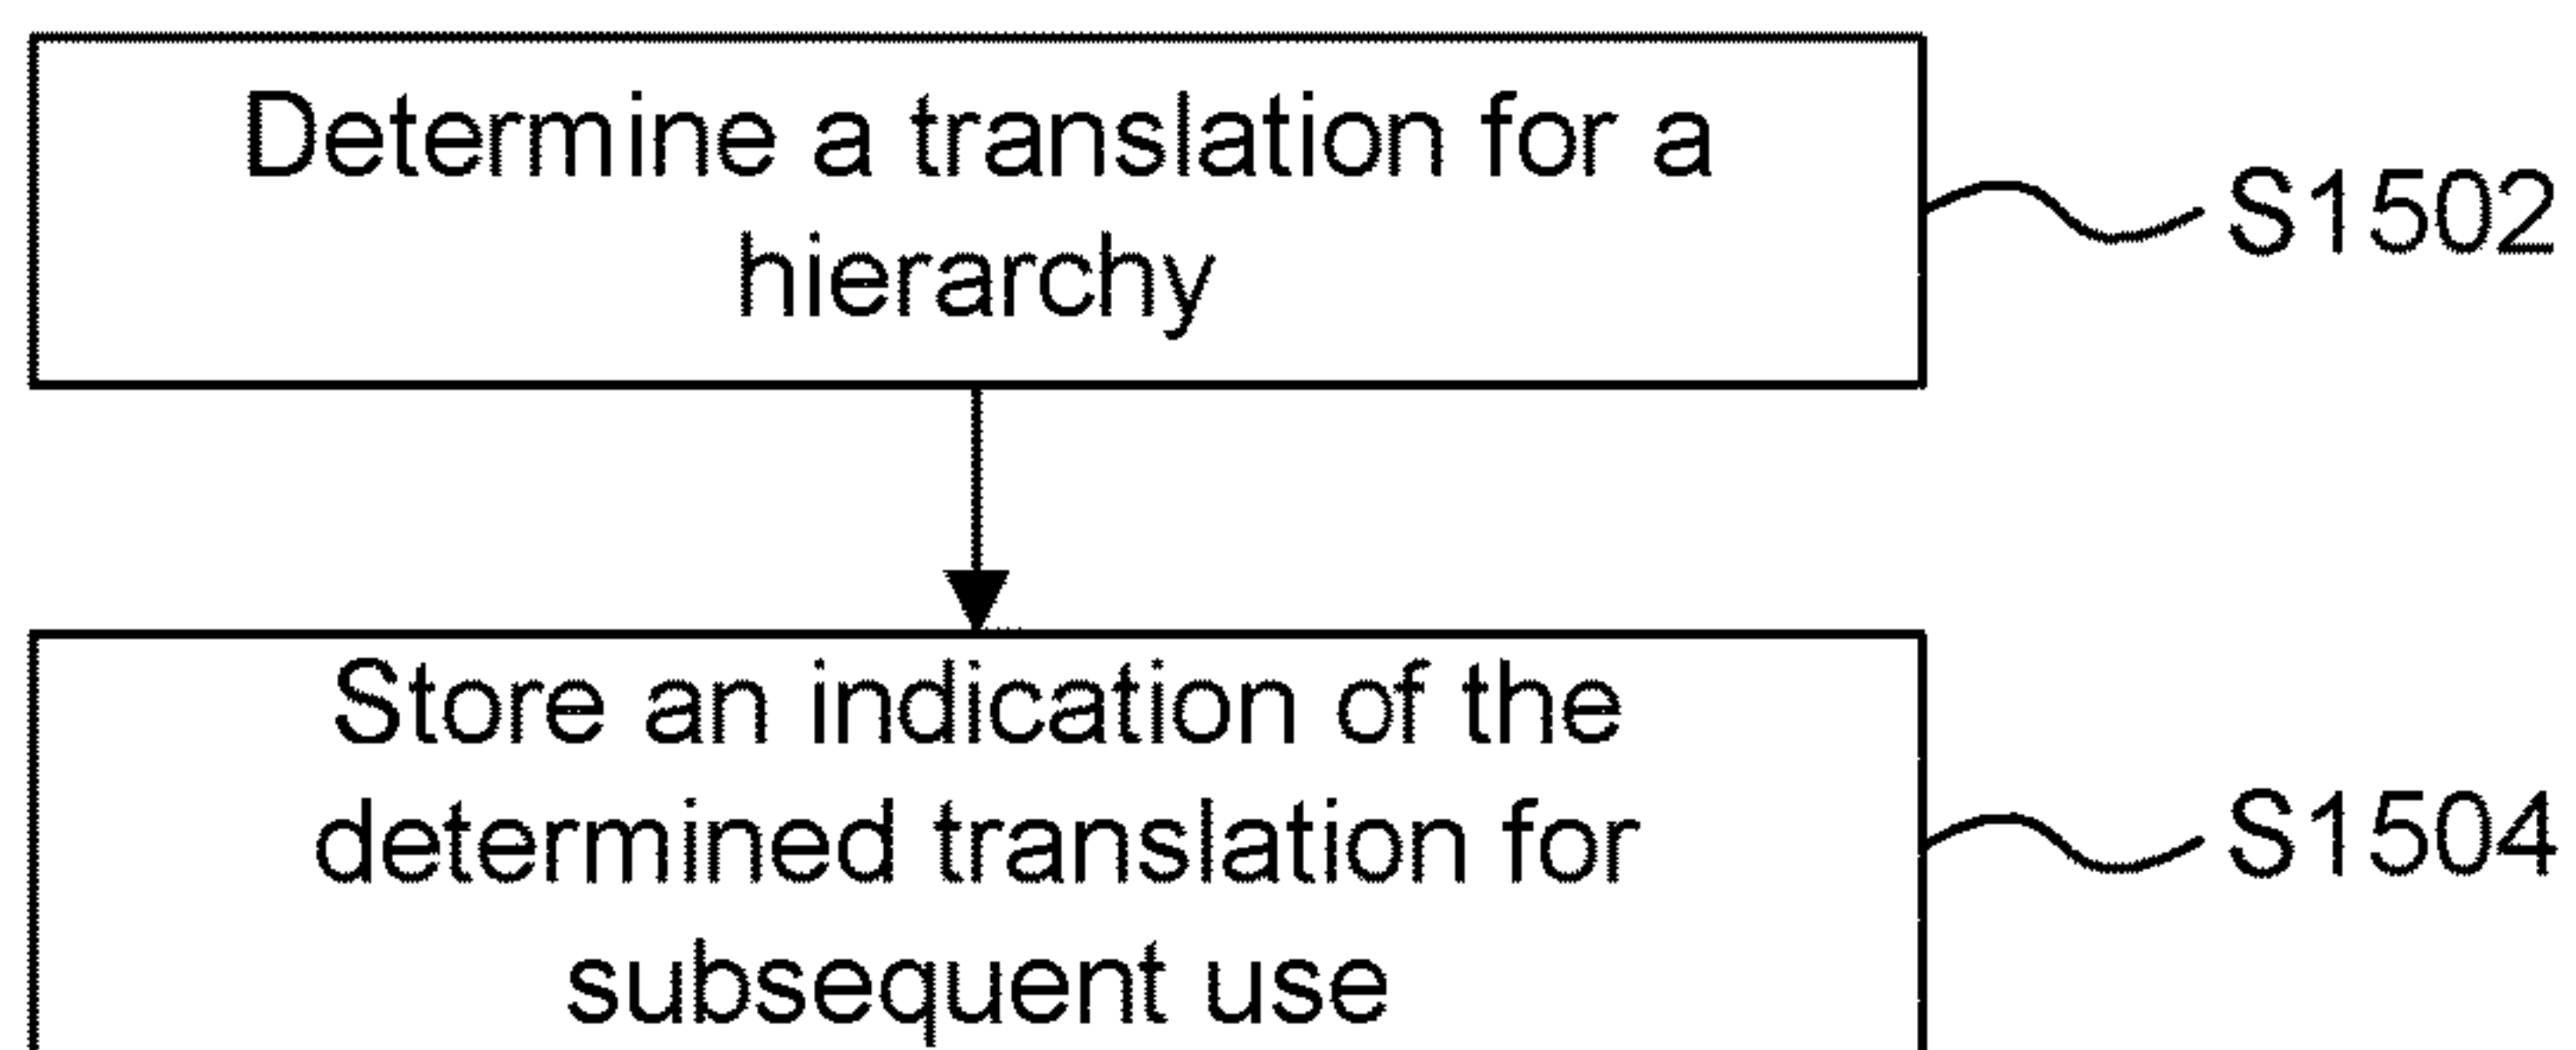 Determine a translation for a
hierarchy
S1502
Store an indication of the
determined translation for
subsequent use
S1504